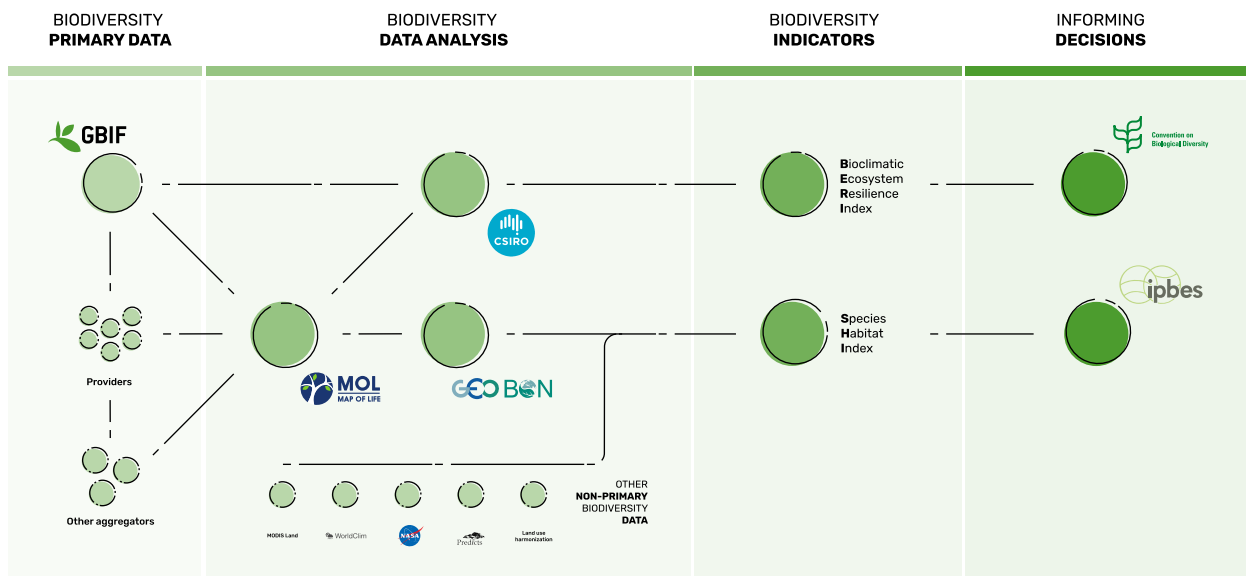 BIODIVERSITY
PRIMARY DATA
BIODIVERSITY
DATA ANALYSIS
BIODIVERSITY
INDICATORS
INFORMING
DECISIONS
GBIF
Providers
Other aggregators
CSIRO
MOL
MAP OF LIFE
GEO BON
OTHER
NON-PRIMARY
BIODIVERSITY
DATA
MODIS Land
WorldClim
NASA
Predicts
Land use
harmonization
Bioclimatic
Ecosystem
Resilience
Index
Species
Habitat
Index
Convention on
Biological Diversity
ipbes